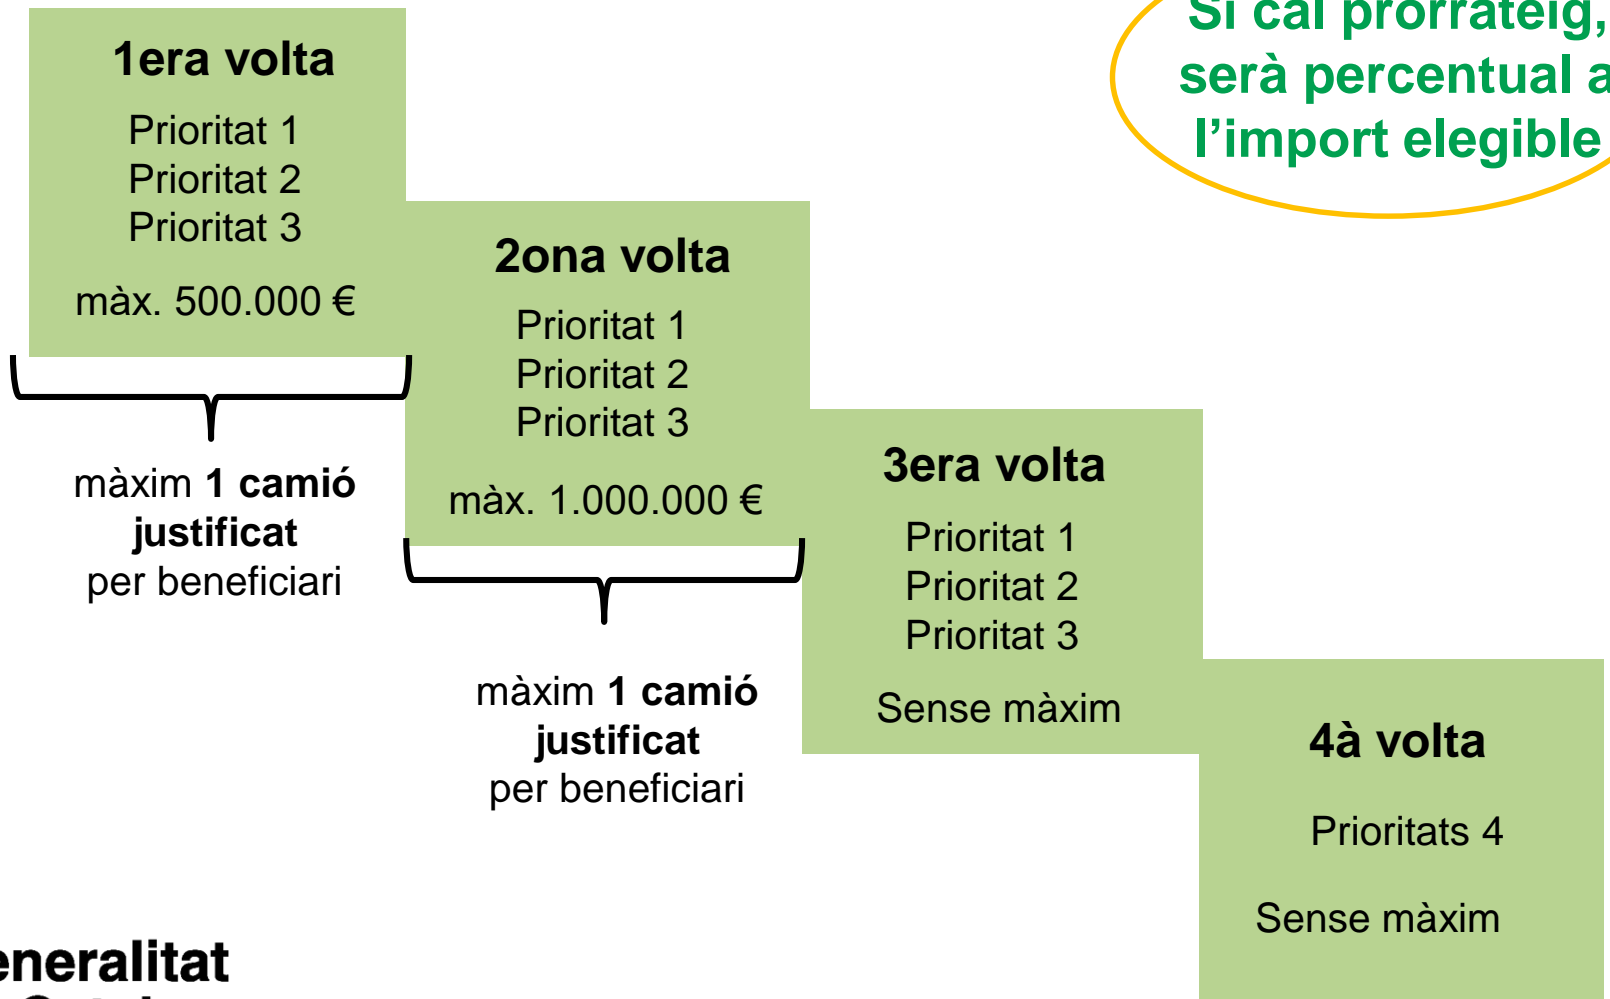 1era volta
Prioritat 1
Prioritat 2
Prioritat 3
màx. 500.000 €
màxim 1 camió
justificat
per beneficiari
2ona volta
Prioritat 1
Prioritat 2
Prioritat 3
màx. 1.000.000 €
màxim 1 camió
justificat
per beneficiari
3era volta
Prioritat 1
Prioritat 2
Prioritat 3
Sense màxim
4à volta
Prioritats 4
Sense màxim
Si cal prorrateig,
serà percentual a
l’import elegible
eneralitat